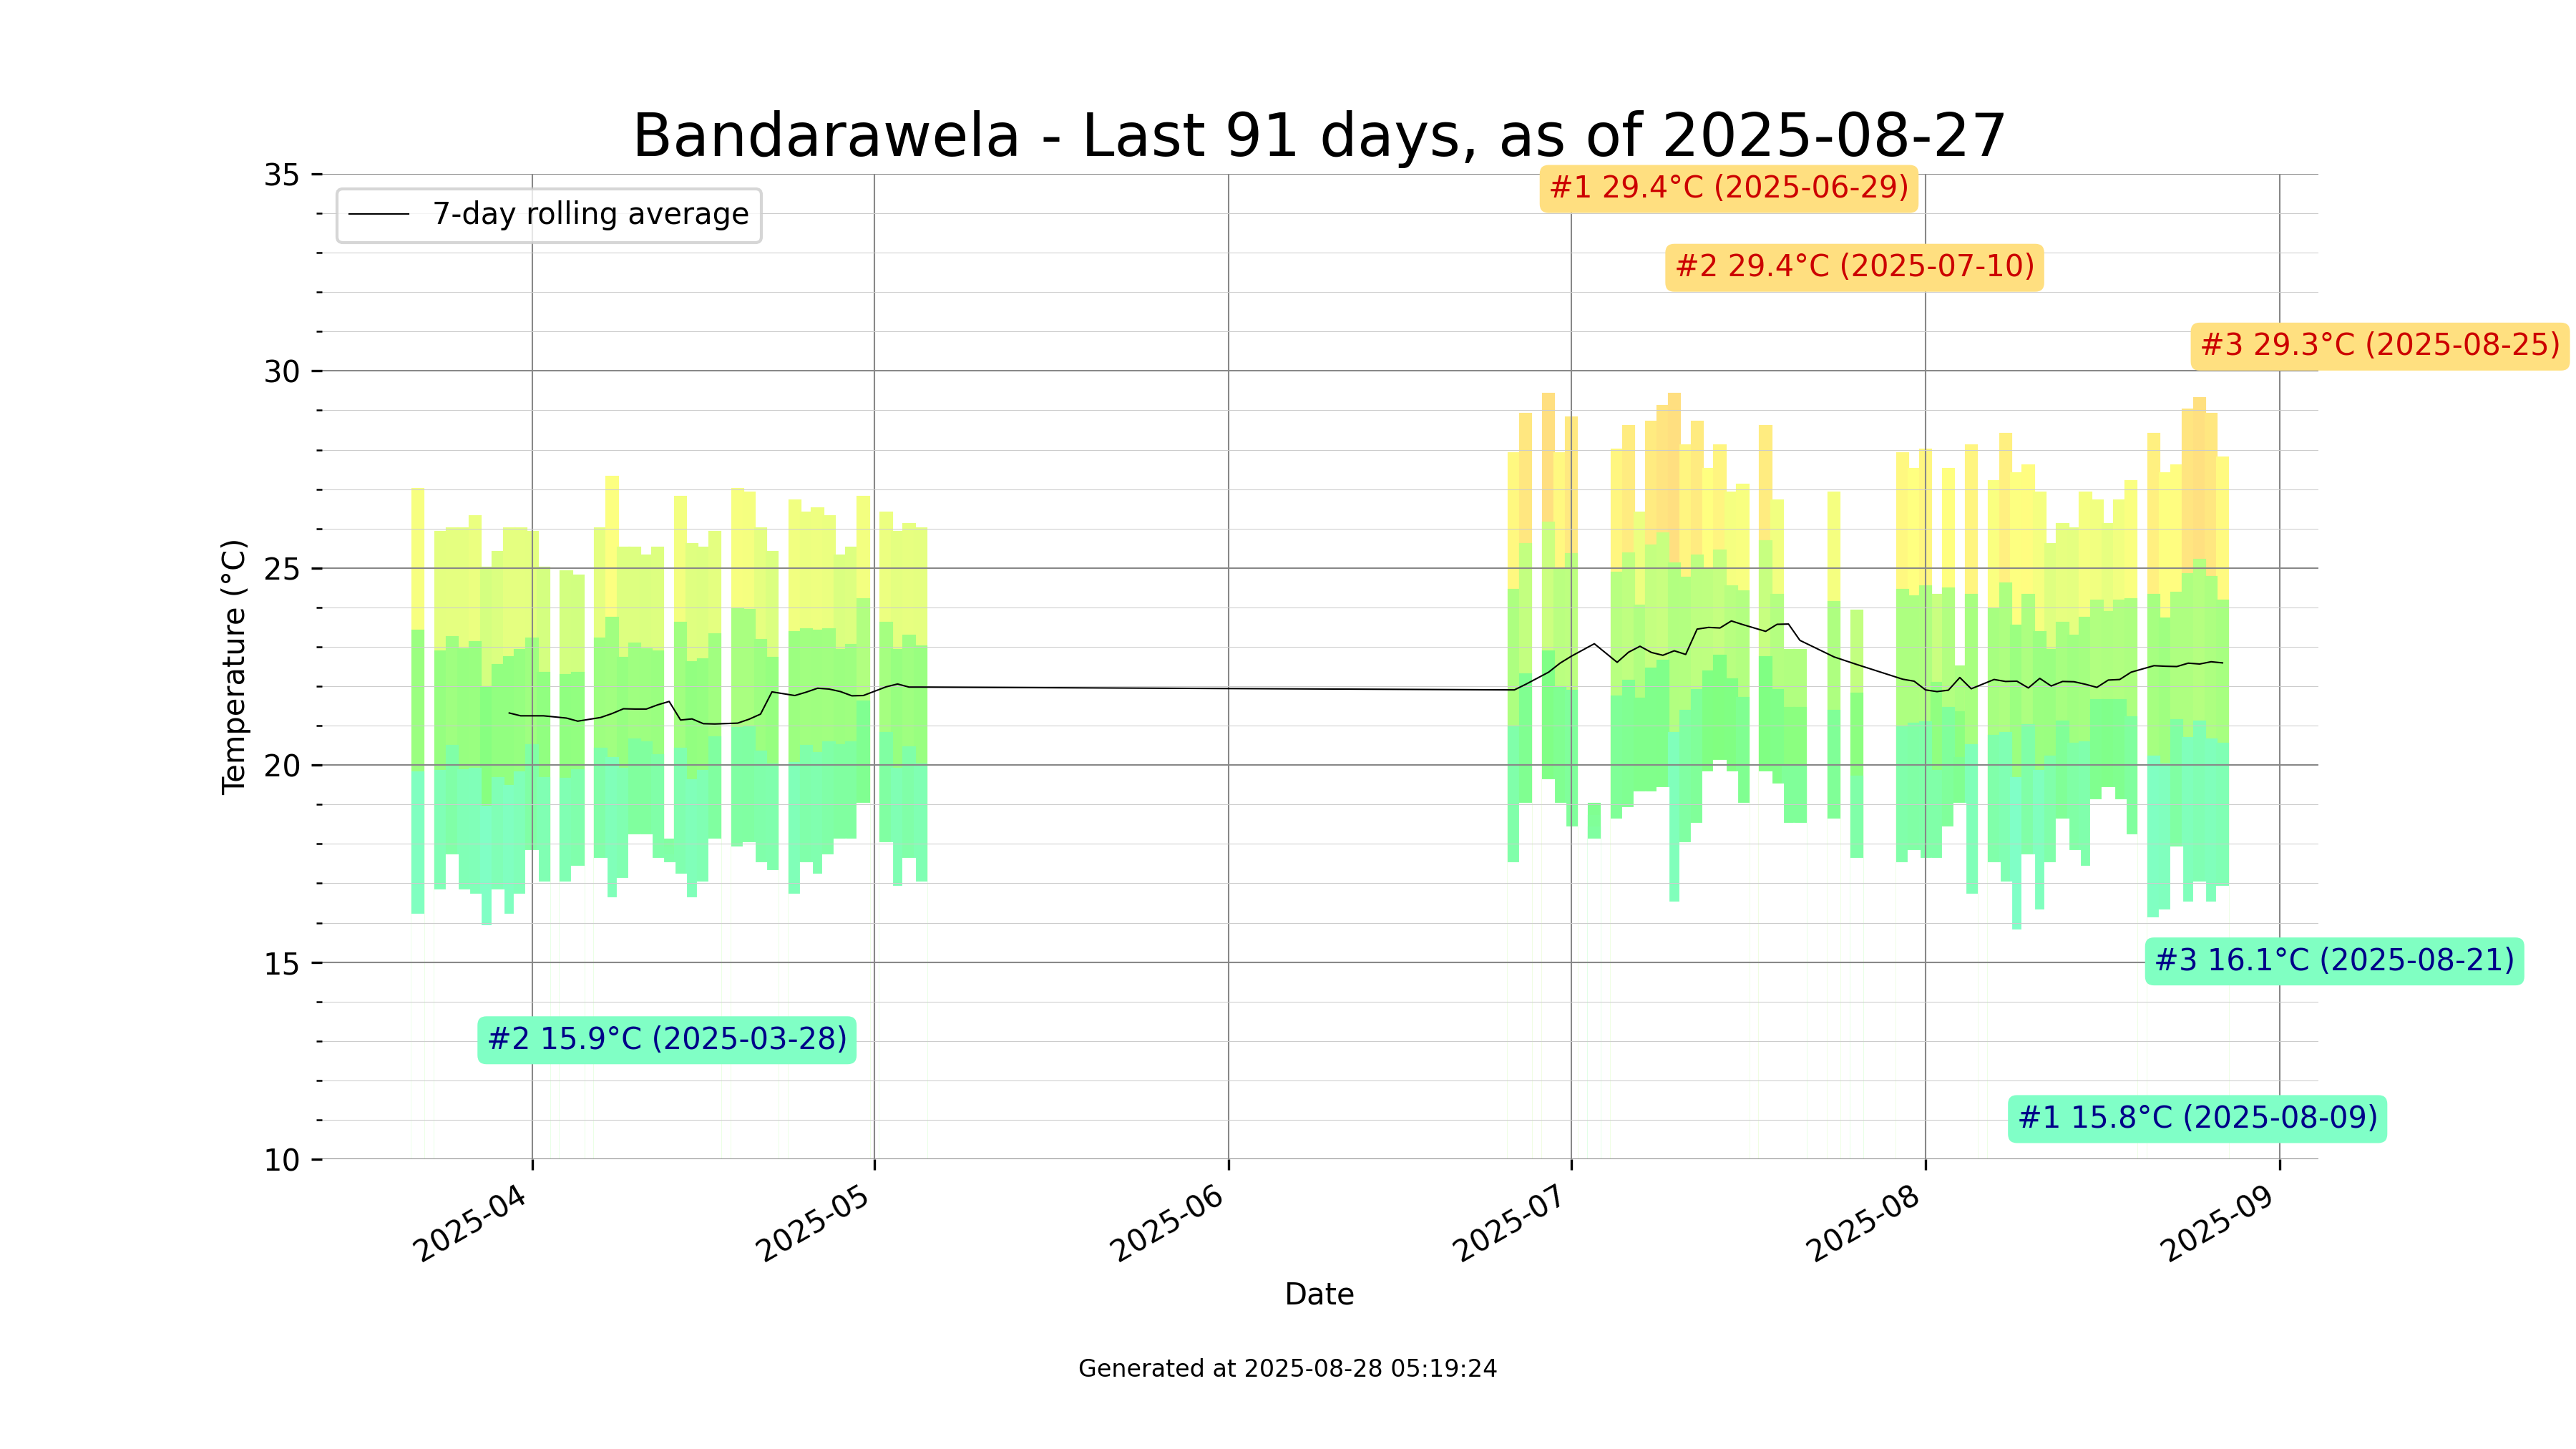 Bandarawela - Last 91 days, as of 2025-08-27
7-day rolling average
#1 29.4°C (2025-06-29)
#2 29.4°C (2025-07-10)
#3 29.3°C (2025-08-25)
#3 16.1°C (2025-08-21)
#2 15.9°C (2025-03-28)
#1 15.8°C (2025-08-09)
Temperature (°C)
35
30
25
20
15
10
2025-04
2025-05
2025-06
2025-07
2025-08
2025-09
Date
Generated at 2025-08-28 05:19:24